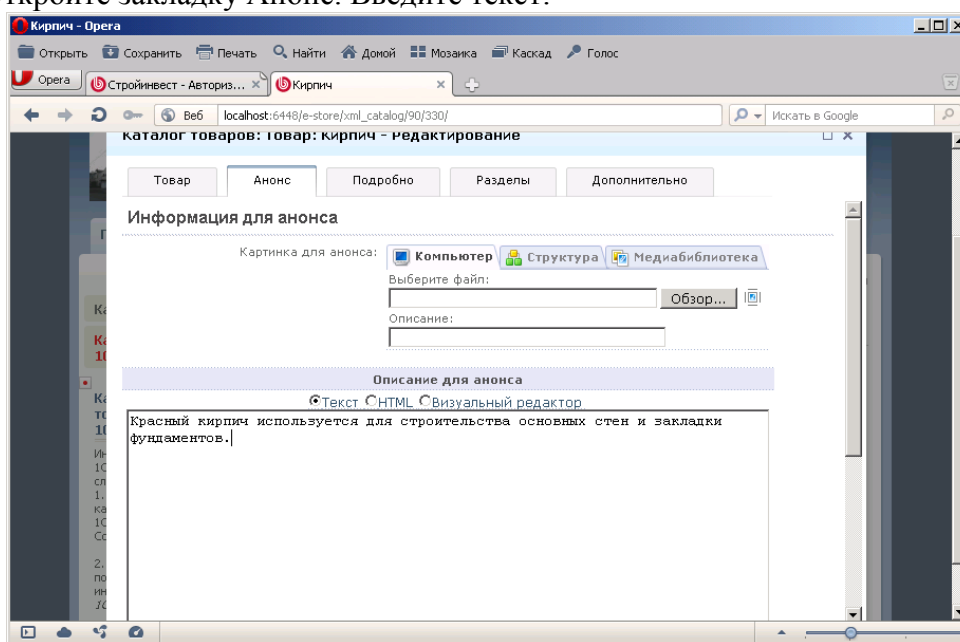 ткройте закладку Анонс. Введите текст.
Кирпич - Opera
Открыть Сохранить Печать Найти Домой Мозаика Каскад Голос
Opera Стройинвест - Авториз... Кирпич
Веб localhost:6448/e-store/xml_catalog/90/330/ Искать в Google
Каталог товаров: Товар: Кирпич - Редактирование
Товар Анонс Подробно Разделы Дополнительно
Информация для анонса
Картинка для анонса: Компьютер Структура Медиабиблиотека
Выберите файл:
Обзор...
Описание:
Описание для анонса
Текст HTML Визуальный редактор
Красный кирпич используется для строительства основных стен и закладки
фундаментов.
1.
2.